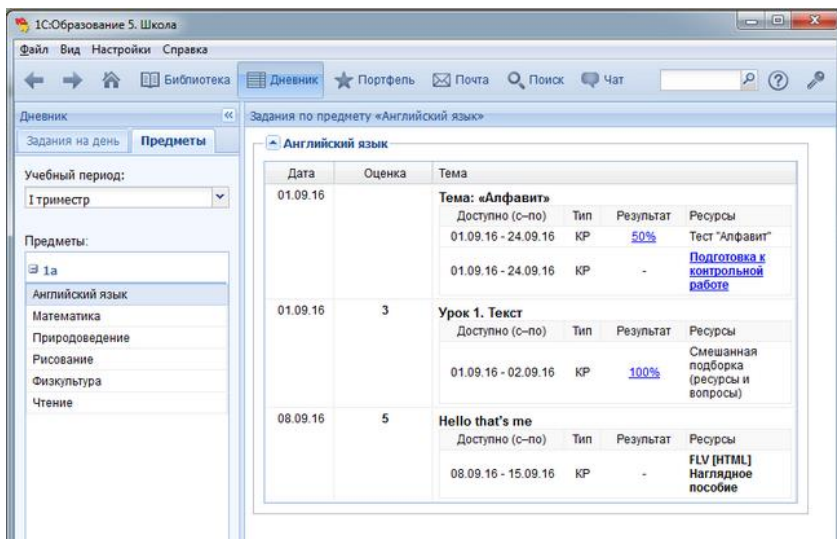 1С:Образование 5. Школа
Файл Вид Настройки Справка
Библиотека Дневник Портфель Почта Поиск Чат
Дневник
Задания на день Предметы
Учебный период:
I триместр
Предметы:
1а
Английский язык
Математика
Природоведение
Рисование
Физкультура
Чтение
Задания по предмету «Английский язык»
Английский язык
Дата Оценка Тема
01.09.16 Тема: «Алфавит»
Доступно (с–по) Тип Результат Ресурсы
01.09.16 - 24.09.16 КР 50% Тест "Алфавит"
01.09.16 - 24.09.16 КР - Подготовка к
контрольной
работе
01.09.16 3 Урок 1. Текст
Доступно (с–по) Тип Результат Ресурсы
01.09.16 - 02.09.16 КР 100% Смешанная
подборка
(ресурсы и
вопросы)
08.09.16 5 Hello that's me
Доступно (с–по) Тип Результат Ресурсы
08.09.16 - 15.09.16 КР - FLV [HTML]
Наглядное
пособие